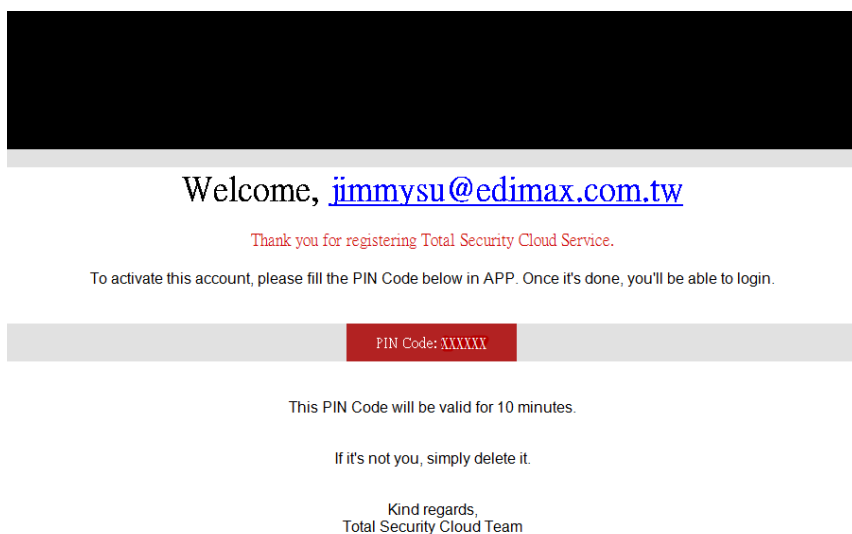 Welcome, jimmysu@edimax.com.tw
Thank you for registering Total Security Cloud Service.
To activate this account, please fill the PIN Code below in APP. Once it's done, you'll be able to login.
PIN Code: XXXXXX
This PIN Code will be valid for 10 minutes.
If it's not you, simply delete it.
Kind regards,
Total Security Cloud Team